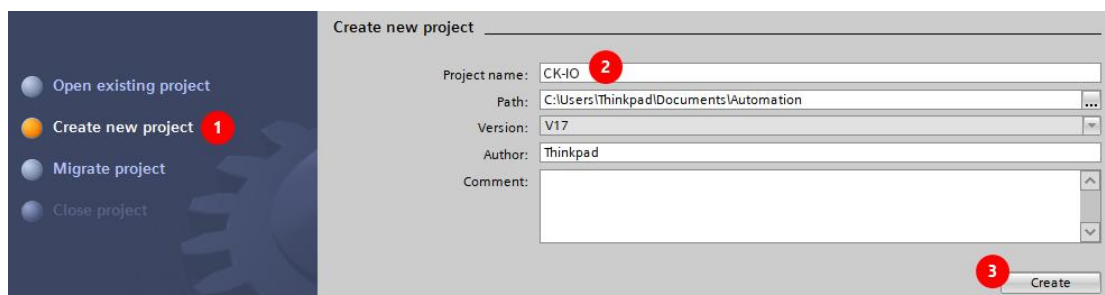 Open existing project
Create new project 1
Migrate project
Close project
Create new project
Project name: CK-IO 2
Path: C:\Users\Thinkpad\Documents\Automation ...
Version: V17
Author: Thinkpad
Comment:
3 Create